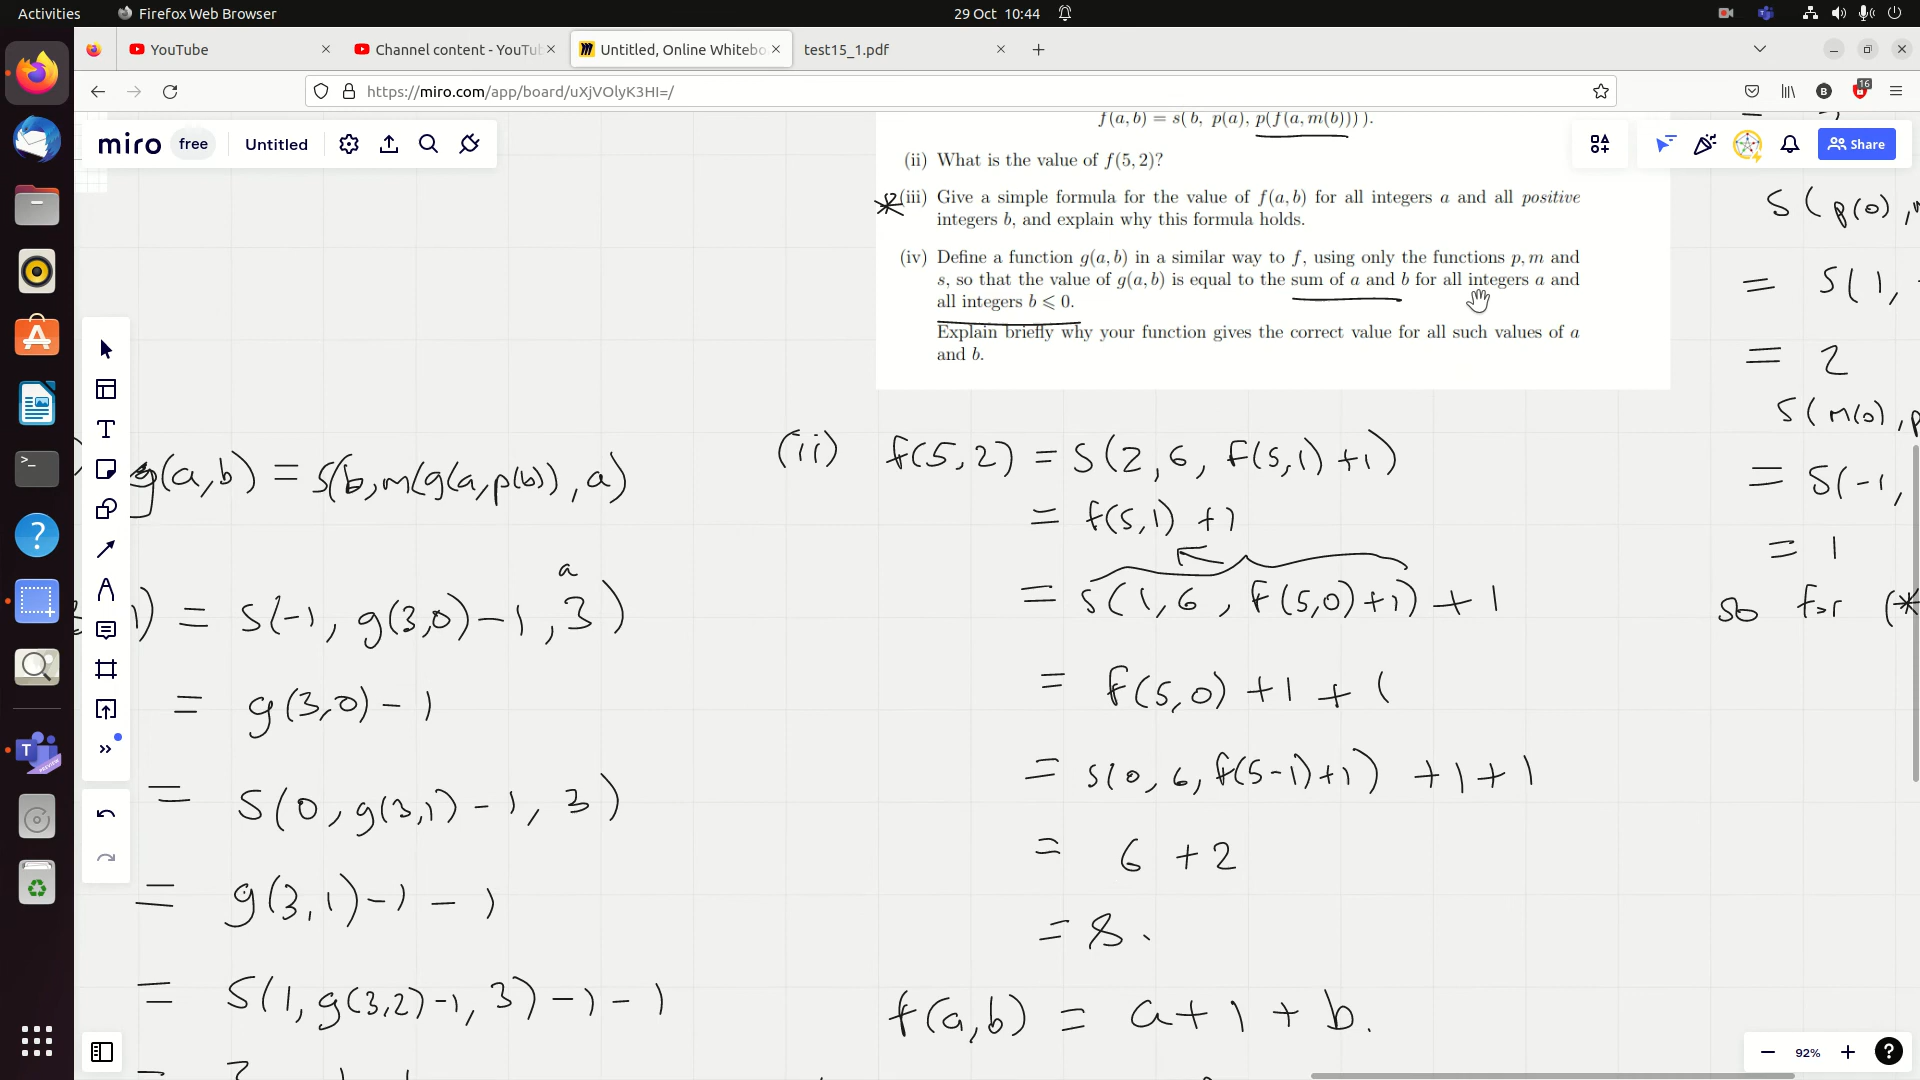 Activities Firefox Web Browser 29 Oct 10:44
YouTube Channel content - YouTu Untitled, Online Whitebo test15_1.pdf
https://miro.com/app/board/uXjVOlyK3HI=/ 16
miro free Untitled Share
f(a, b) = s( b, p(a), p(f(a, m(b))) ).
(ii) What is the value of f(5, 2)?
(iii) Give a simple formula for the value of f(a, b) for all integers a and all positive
integers b, and explain why this formula holds.
(iv) Define a function g(a, b) in a similar way to f, using only the functions p, m and
s, so that the value of g(a, b) is equal to the sum of a and b for all integers a and
all integers b ⩽ 0.
Explain briefly why your function gives the correct value for all such values of a
and b.
g(a,b) = s(b,m(g(a,p(b)),a)
a
1) = s(-1, g(3,0)-1, 3)
= g(3,0) - 1
= s(0, g(3,1) - 1, 3)
= g(3,1)-1 - 1
= s(1, g(3,2)-1, 3)-1-1
(ii) f(5,2) = s(2,6, f(5,1)+1)
= f(5,1) +1
= s(1,6, f(5,0)+1) + 1
= f(5,0) +1 + (
= s(0, 6, f(5-1)+1) +1+1
= 6 +2
= 8.
f(a,b) = a+1 + b.
s( p(0),
= s(1,
= 2
s(m(0), p
= s(-1,
= 1
so for (*
92%